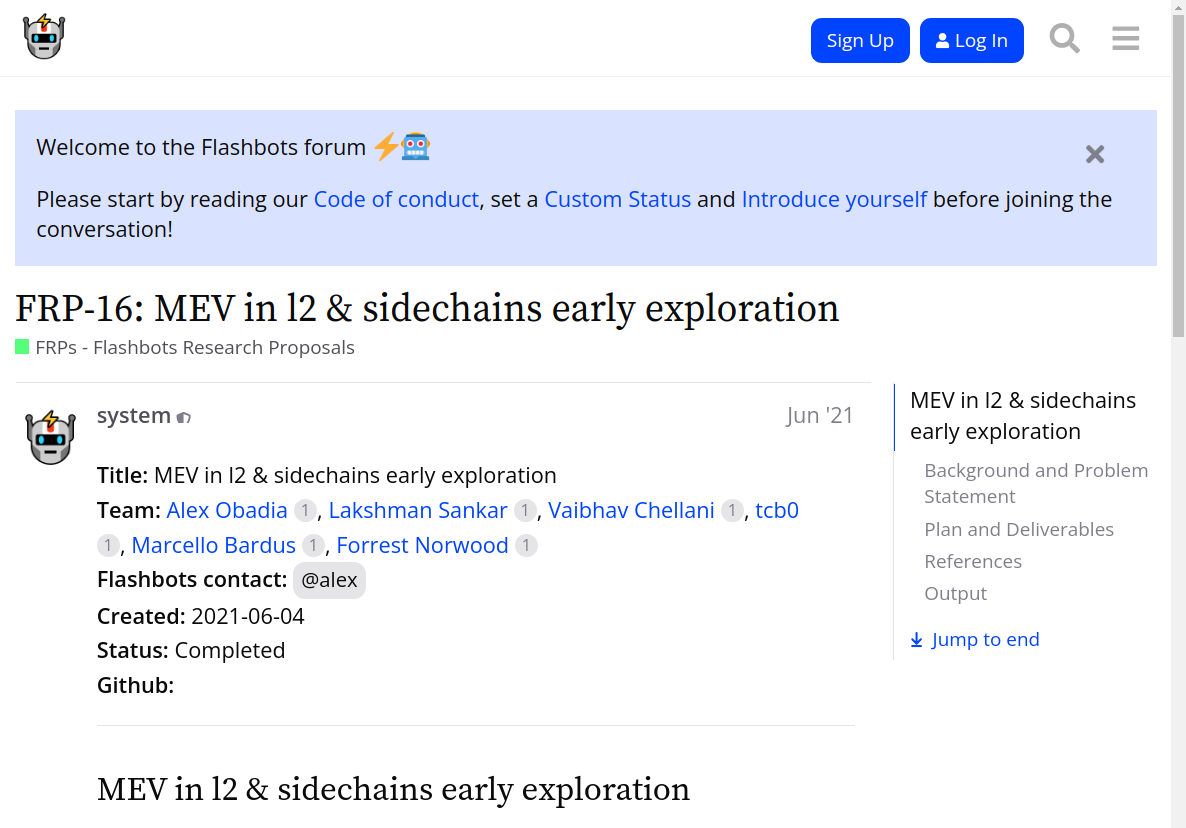 Sign Up
Log In
Welcome to the Flashbots forum
Please start by reading our Code of conduct, set a Custom Status and Introduce yourself before joining the
conversation!
FRP-16: MEV in l2 & sidechains early exploration
FRPs - Flashbots Research Proposals
system
Jun '21
Title: MEV in l2 & sidechains early exploration
Team: Alex Obadia 1 , Lakshman Sankar 1 , Vaibhav Chellani 1 , tcb0
1 , Marcello Bardus 1 , Forrest Norwood 1
Flashbots contact: @alex
Created: 2021-06-04
Status: Completed
Github:
MEV in l2 & sidechains early exploration
MEV in l2 & sidechains
early exploration
Background and Problem
Statement
Plan and Deliverables
References
Output
Jump to end